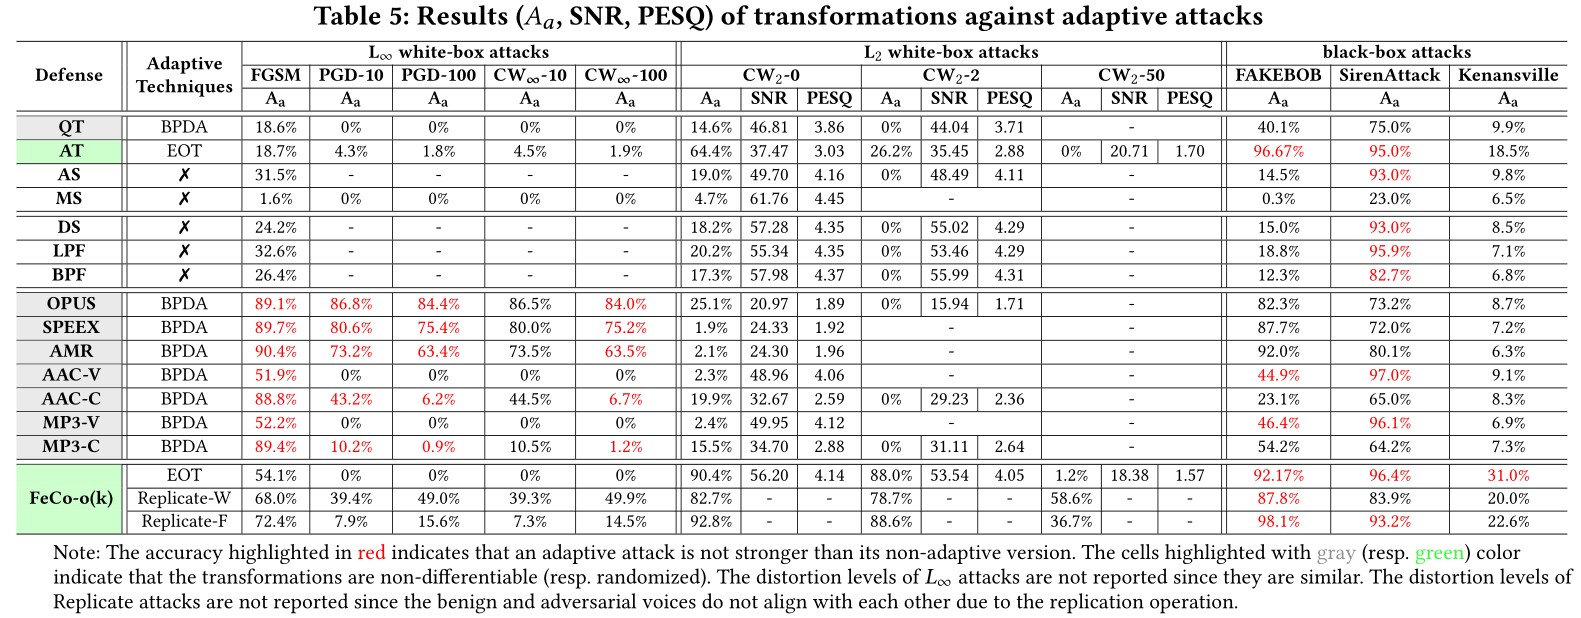 Table 5: Results (Aₐ, SNR, PESQ) of transformations against adaptive attacks
Defense Adaptive Techniques L∞ white-box attacks L₂ white-box attacks black-box attacks
FGSM PGD-10 PGD-100 CW∞-10 CW∞-100 CW₂-0 CW₂-2 CW₂-50 FAKEBOB SirenAttack Kenansville
Aₐ Aₐ Aₐ Aₐ Aₐ Aₐ SNR PESQ Aₐ SNR PESQ Aₐ SNR PESQ Aₐ Aₐ Aₐ
QT BPDA 18.6% 0% 0% 0% 0% 14.6% 46.81 3.86 0% 44.04 3.71 - 40.1% 75.0% 9.9%
AT EOT 18.7% 4.3% 1.8% 4.5% 1.9% 64.4% 37.47 3.03 26.2% 35.45 2.88 0% 20.71 1.70 96.67% 95.0% 18.5%
AS ✗ 31.5% - - - - 19.0% 49.70 4.16 0% 48.49 4.11 - 14.5% 93.0% 9.8%
MS ✗ 1.6% 0% 0% 0% 0% 4.7% 61.76 4.45 - - 0.3% 23.0% 6.5%
DS ✗ 24.2% - - - - 18.2% 57.28 4.35 0% 55.02 4.29 - 15.0% 93.0% 8.5%
LPF ✗ 32.6% - - - - 20.2% 55.34 4.35 0% 53.46 4.29 - 18.8% 95.9% 7.1%
BPF ✗ 26.4% - - - - 17.3% 57.98 4.37 0% 55.99 4.31 - 12.3% 82.7% 6.8%
OPUS BPDA 89.1% 86.8% 84.4% 86.5% 84.0% 25.1% 20.97 1.89 0% 15.94 1.71 - 82.3% 73.2% 8.7%
SPEEX BPDA 89.7% 80.6% 75.4% 80.0% 75.2% 1.9% 24.33 1.92 - - 87.7% 72.0% 7.2%
AMR BPDA 90.4% 73.2% 63.4% 73.5% 63.5% 2.1% 24.30 1.96 - - 92.0% 80.1% 6.3%
AAC-V BPDA 51.9% 0% 0% 0% 0% 2.3% 48.96 4.06 - - 44.9% 97.0% 9.1%
AAC-C BPDA 88.8% 43.2% 6.2% 44.5% 6.7% 19.9% 32.67 2.59 0% 29.23 2.36 - 23.1% 65.0% 8.3%
MP3-V BPDA 52.2% 0% 0% 0% 0% 2.4% 49.95 4.12 - - 46.4% 96.1% 6.9%
MP3-C BPDA 89.4% 10.2% 0.9% 10.5% 1.2% 15.5% 34.70 2.88 0% 31.11 2.64 - 54.2% 64.2% 7.3%
FeCo-o(k) EOT 54.1% 0% 0% 0% 0% 90.4% 56.20 4.14 88.0% 53.54 4.05 1.2% 18.38 1.57 92.17% 96.4% 31.0%
Replicate-W 68.0% 39.4% 49.0% 39.3% 49.9% 82.7% - - 78.7% - - 58.6% - - 87.8% 83.9% 20.0%
Replicate-F 72.4% 7.9% 15.6% 7.3% 14.5% 92.8% - - 88.6% - - 36.7% - - 98.1% 93.2% 22.6%
Note: The accuracy highlighted in red indicates that an adaptive attack is not stronger than its non-adaptive version. The cells highlighted with gray (resp. green) color
indicate that the transformations are non-differentiable (resp. randomized). The distortion levels of L∞ attacks are not reported since they are similar. The distortion levels of
Replicate attacks are not reported since the benign and adversarial voices do not align with each other due to the replication operation.